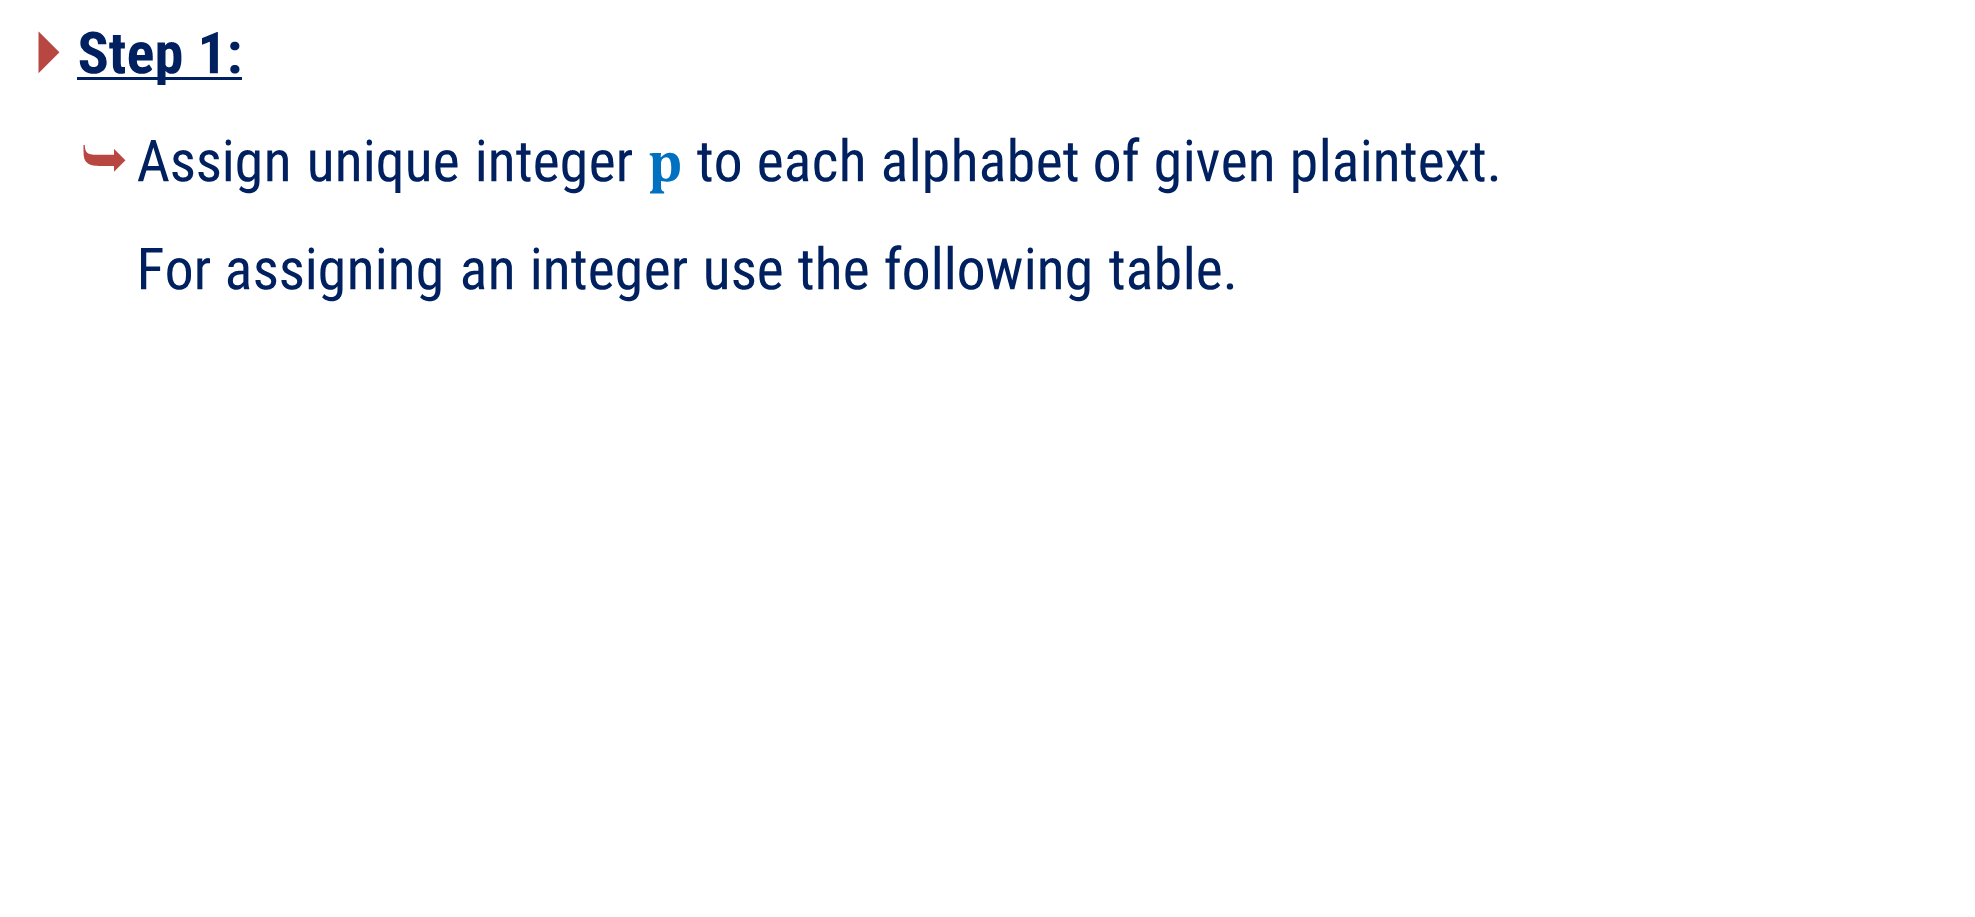 Step 1:
Assign unique integer p to each alphabet of given plaintext.
For assigning an integer use the following table.